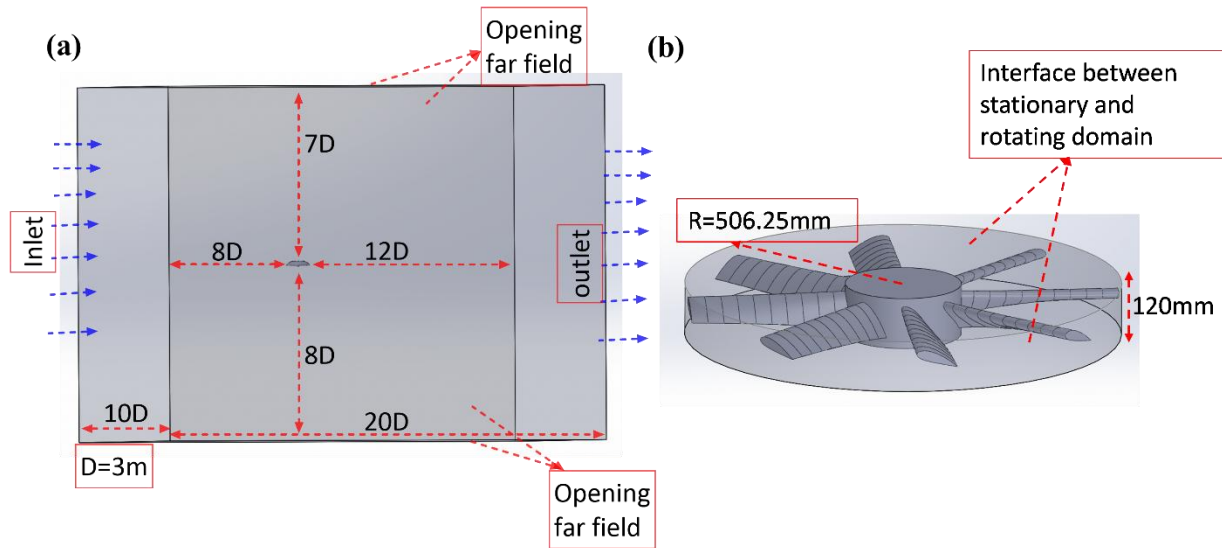 (a)
Opening
far field
7D
Inlet
8D
12D
outlet
8D
10D
20D
D=3m
Opening
far field
(b)
Interface between
stationary and
rotating domain
R=506.25mm
120mm